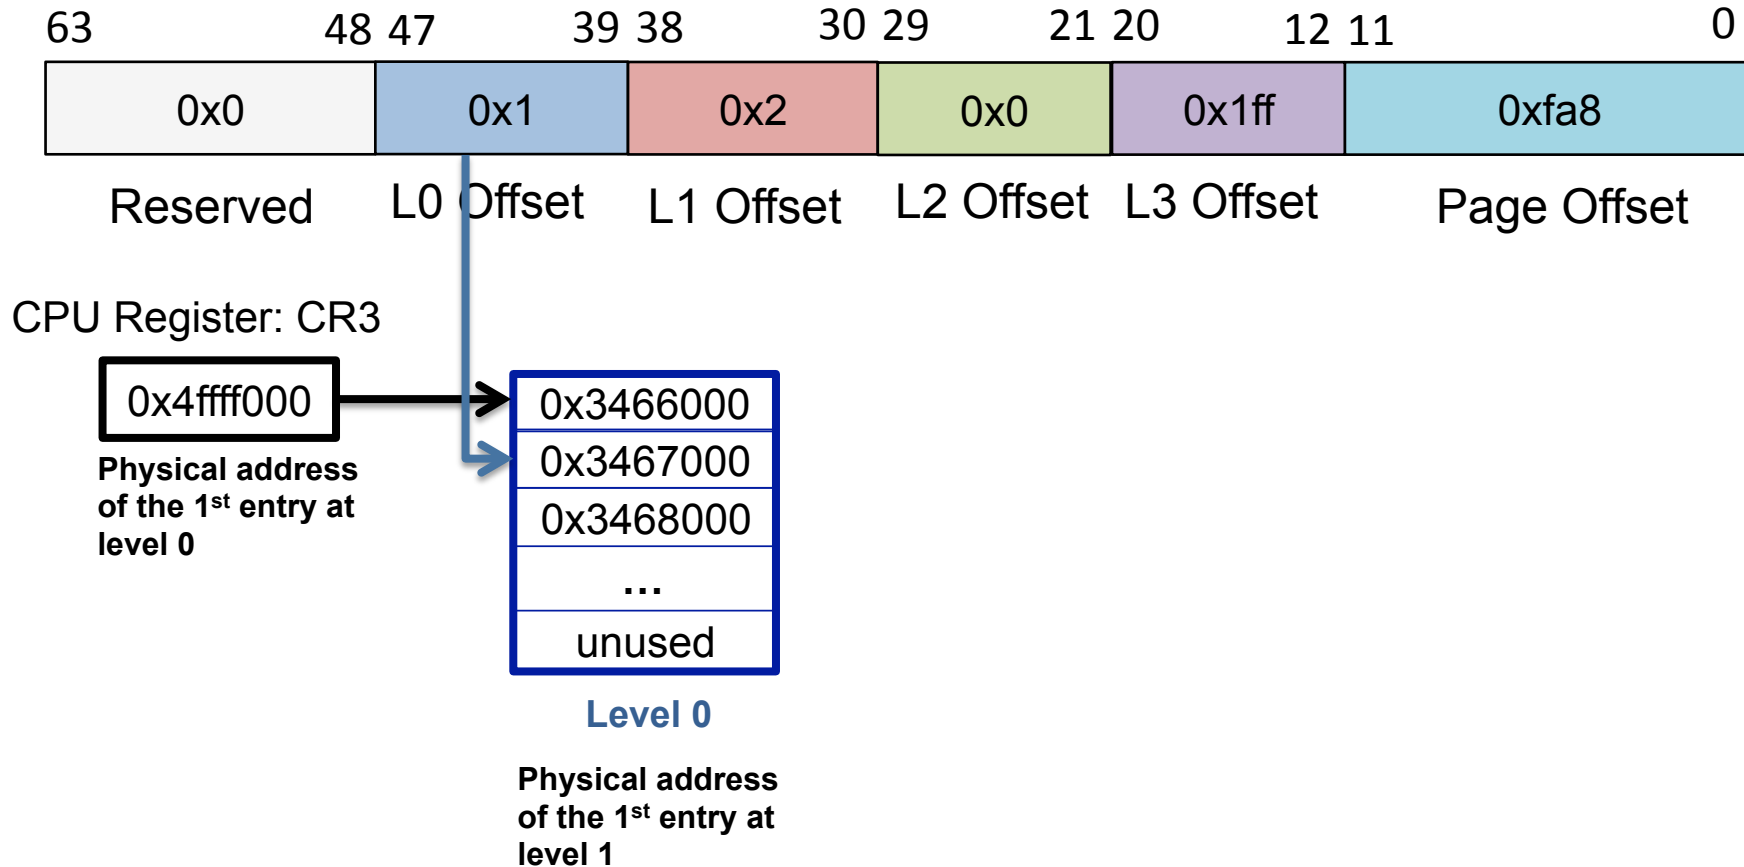 63 48 47 39 38 30 29 21 20 12 11 0
0x0 0x1 0x2 0x0 0x1ff 0xfa8
Reserved L0 Offset L1 Offset L2 Offset L3 Offset Page Offset
CPU Register: CR3
0x4ffff000
Physical address
of the 1st entry at
level 0
0x3466000
0x3467000
0x3468000
...
unused
Level 0
Physical address
of the 1st entry at
level 1